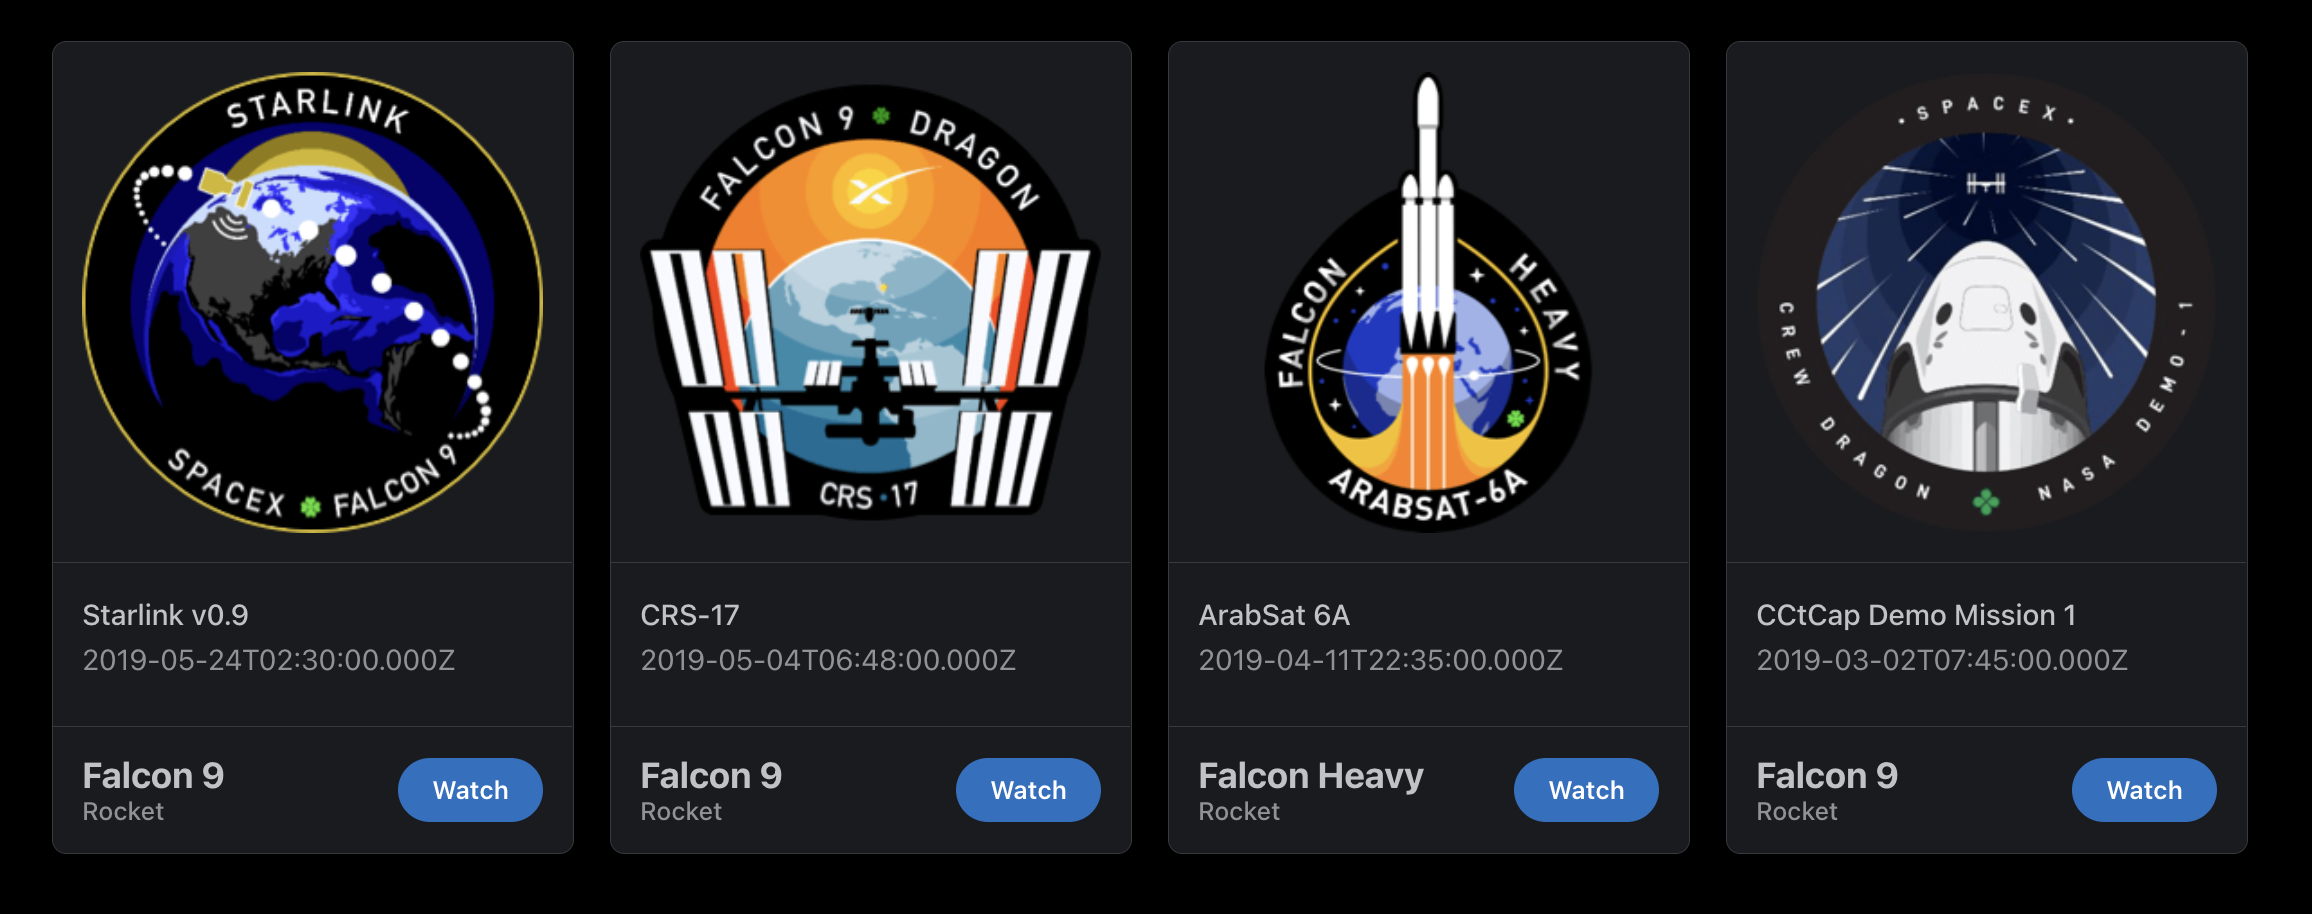 STARLINK
SPACEX FALCON 9
Starlink v0.9
2019-05-24T02:30:00.000Z
Falcon 9
Rocket
Watch
FALCON 9 DRAGON
CRS·17
CRS-17
2019-05-04T06:48:00.000Z
Falcon 9
Rocket
Watch
FALCON HEAVY
ARABSAT-6A
ArabSat 6A
2019-04-11T22:35:00.000Z
Falcon Heavy
Rocket
Watch
·SPACEX·
CREW DRAGON NASA DEMO-1
CCtCap Demo Mission 1
2019-03-02T07:45:00.000Z
Falcon 9
Rocket
Watch